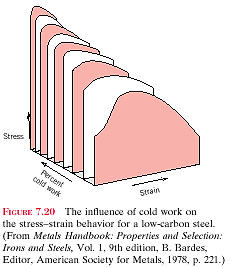 Stress
Percent
cold work
Strain
FIGURE 7.20 The influence of cold work on
the stress–strain behavior for a low-carbon steel.
(From Metals Handbook: Properties and Selection:
Irons and Steels, Vol. 1, 9th edition, B. Bardes,
Editor, American Society for Metals, 1978, p. 221.)